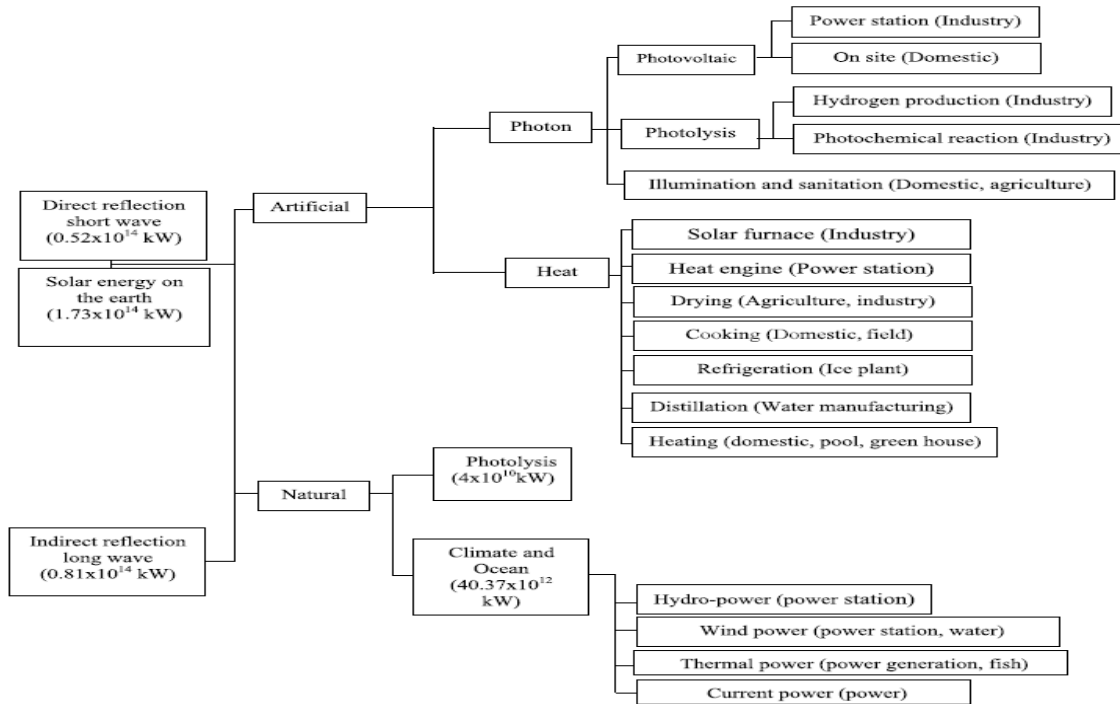 Power station (Industry)
Photovoltaic
On site (Domestic)
Hydrogen production (Industry)
Photon
Photolysis
Photochemical reaction (Industry)
Illumination and sanitation (Domestic, agriculture)
Direct reflection
short wave
(0.52x10¹⁴ kW)
Artificial
Solar energy on
the earth
(1.73x10¹⁴ kW)
Heat
Solar furnace (Industry)
Heat engine (Power station)
Drying (Agriculture, industry)
Cooking (Domestic, field)
Refrigeration (Ice plant)
Distillation (Water manufacturing)
Heating (domestic, pool, green house)
Photolysis
(4x10¹⁰kW)
Natural
Indirect reflection
long wave
(0.81x10¹⁴ kW)
Climate and
Ocean
(40.37x10¹²
kW)
Hydro-power (power station)
Wind power (power station, water)
Thermal power (power generation, fish)
Current power (power)